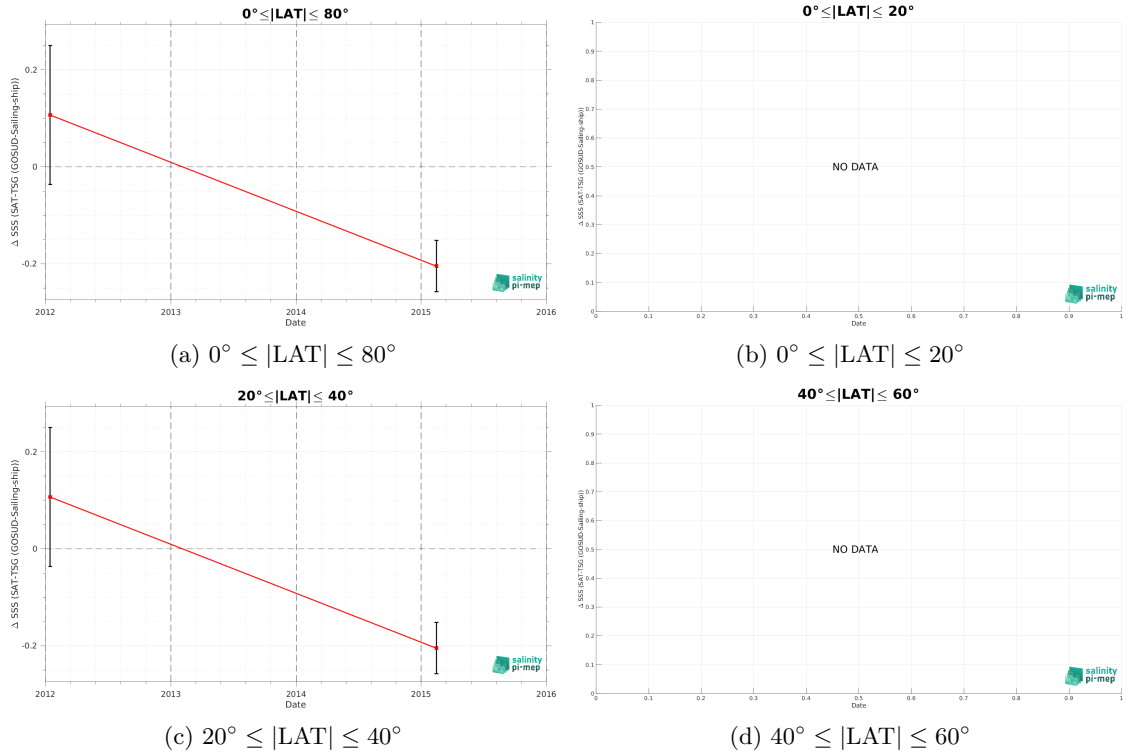 0°≤|LAT|≤ 80°
Δ SSS (SAT-TSG (GOSUD-Sailing-ship))
0.2
0
-0.2
2012 2013 2014 2015 2016
Date
salinity
pi-mep
(a) 0° ≤ |LAT| ≤ 80°
0°≤|LAT|≤ 20°
Δ SSS (SAT-TSG (GOSUD-Sailing-ship))
1
0.9
0.8
0.7
0.6
0.5
0.4
0.3
0.2
0.1
0
NO DATA
0 0.1 0.2 0.3 0.4 0.5 0.6 0.7 0.8 0.9 1
Date
salinity
pi-mep
(b) 0° ≤ |LAT| ≤ 20°
20°≤|LAT|≤ 40°
Δ SSS (SAT-TSG (GOSUD-Sailing-ship))
0.2
0
-0.2
2012 2013 2014 2015 2016
Date
salinity
pi-mep
(c) 20° ≤ |LAT| ≤ 40°
40°≤|LAT|≤ 60°
Δ SSS (SAT-TSG (GOSUD-Sailing-ship))
1
0.9
0.8
0.7
0.6
0.5
0.4
0.3
0.2
0.1
0
NO DATA
0 0.1 0.2 0.3 0.4 0.5 0.6 0.7 0.8 0.9 1
Date
salinity
pi-mep
(d) 40° ≤ |LAT| ≤ 60°